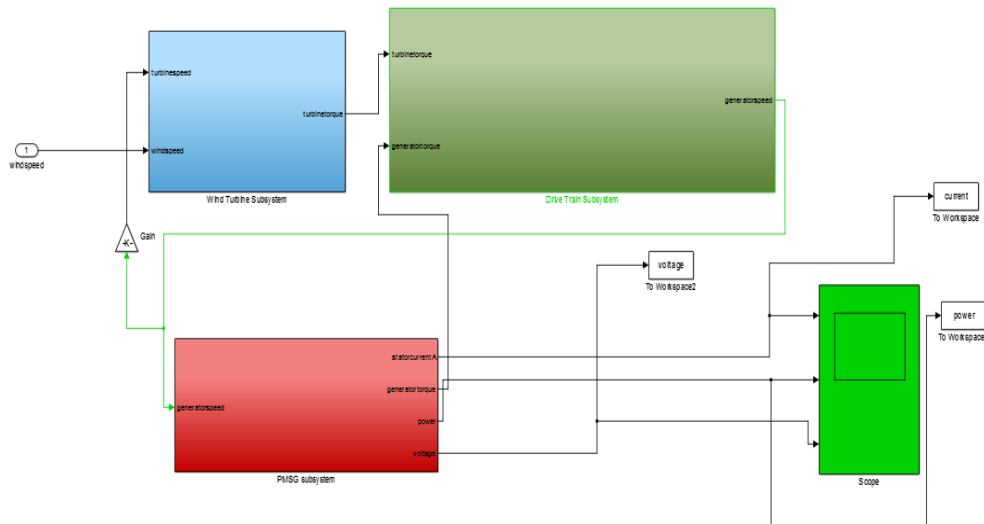 turbinespeed
turbinetorque
windspeed
Wind Turbine Subsystem
turbinetorque
generatorspeed
generatortorque
Drive Train Subsystem
1
windspeed
-K-
Gain
current
To Workspace
voltage
To Workspace2
power
To Workspace
statorcurrent A
generatortorque
generatorspeed
power
voltage
PMSG subsystem
Scope